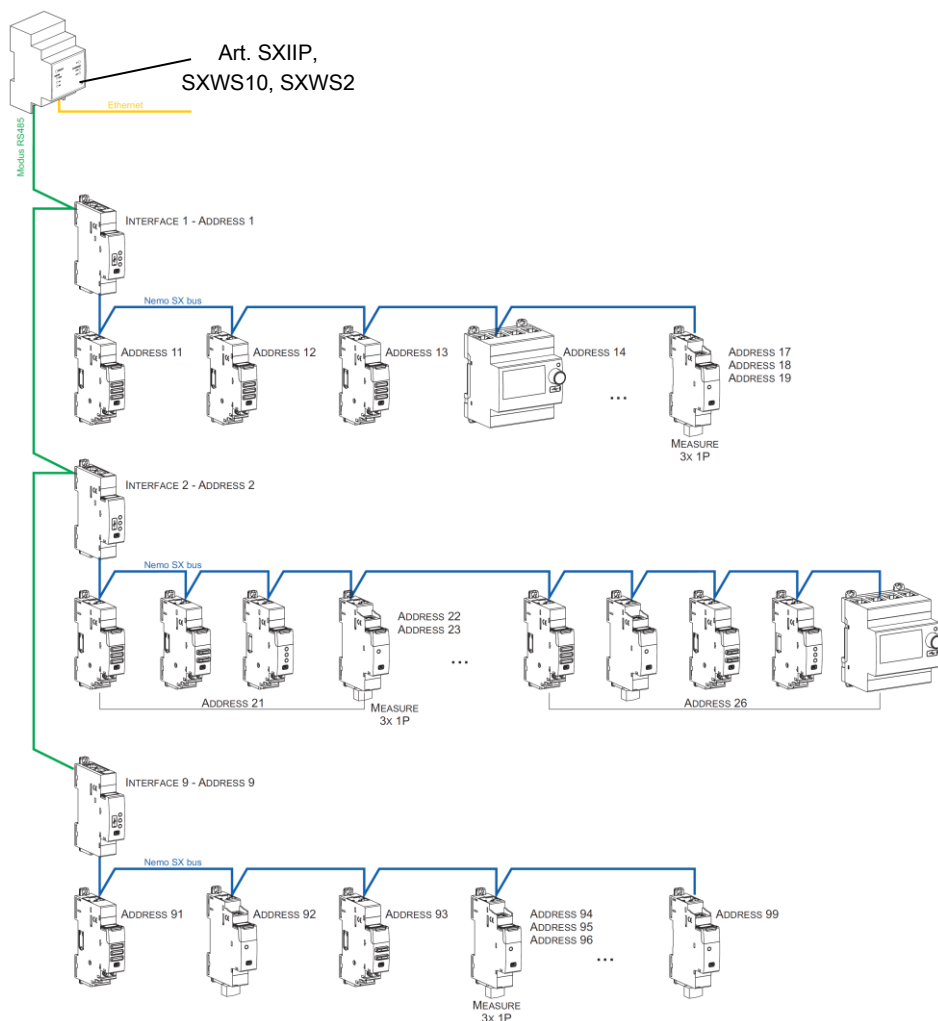 Art. SXIIP,
SXWS10, SXWS2
Ethernet
Modus RS485
INTERFACE 1 - ADDRESS 1
Nemo SX bus
ADDRESS 11
ADDRESS 12
ADDRESS 13
ADDRESS 14
ADDRESS 17
ADDRESS 18
ADDRESS 19
...
MEASURE
3X 1P
INTERFACE 2 - ADDRESS 2
Nemo SX bus
ADDRESS 22
ADDRESS 23
...
ADDRESS 21
MEASURE
3X 1P
ADDRESS 26
INTERFACE 9 - ADDRESS 9
Nemo SX bus
ADDRESS 91
ADDRESS 92
ADDRESS 93
ADDRESS 94
ADDRESS 95
ADDRESS 96
ADDRESS 99
...
MEASURE
3X 1P